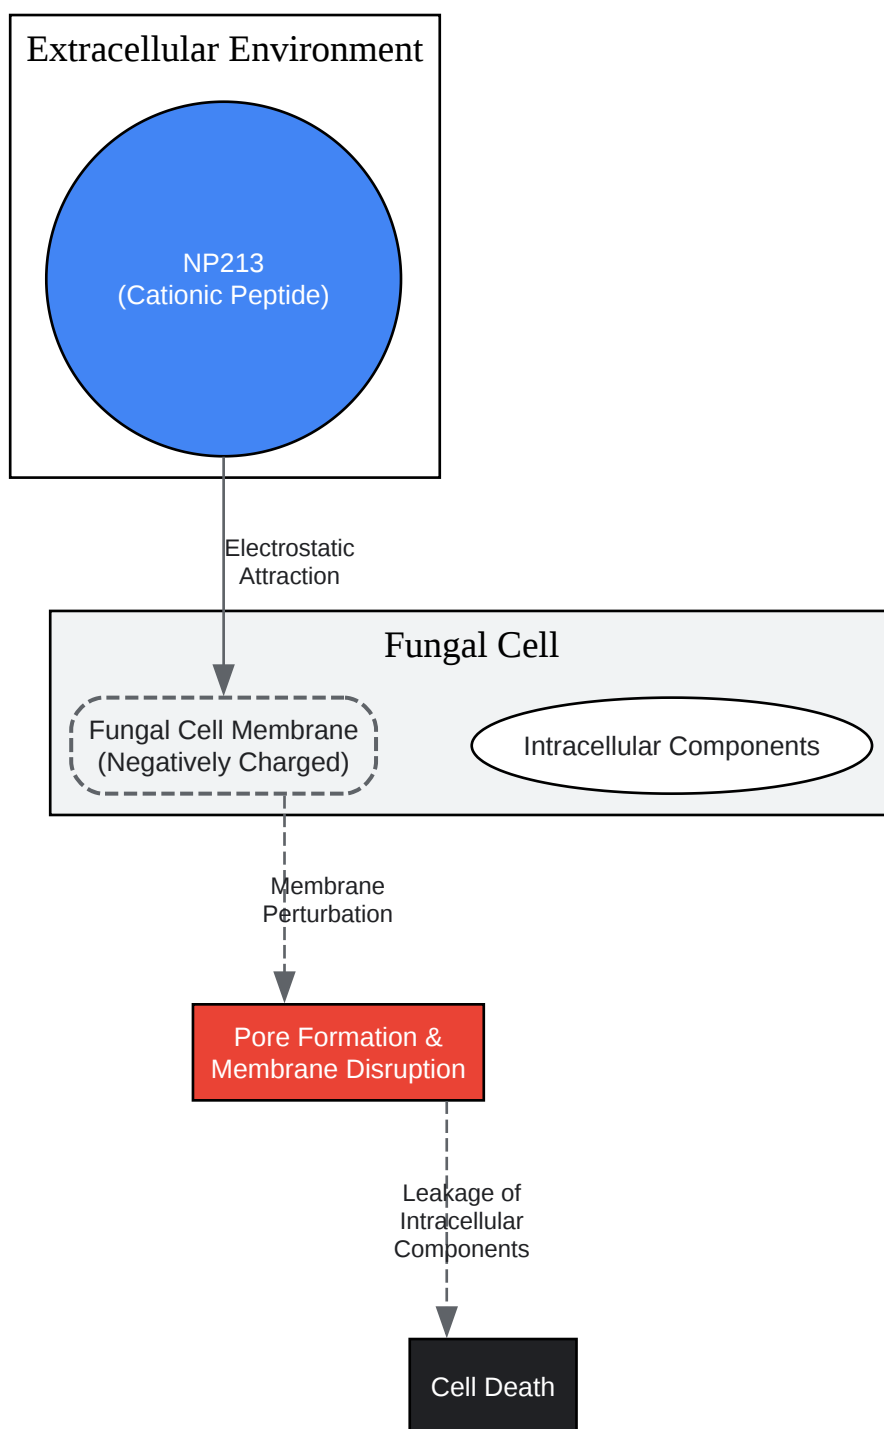 Extracellular Environment
NP213
(Cationic Peptide)
Electrostatic
Attraction
Fungal Cell
Fungal Cell Membrane
(Negatively Charged)
Intracellular Components
Membrane
Perturbation
Pore Formation &
Membrane Disruption
Leakage of
Intracellular
Components
Cell Death